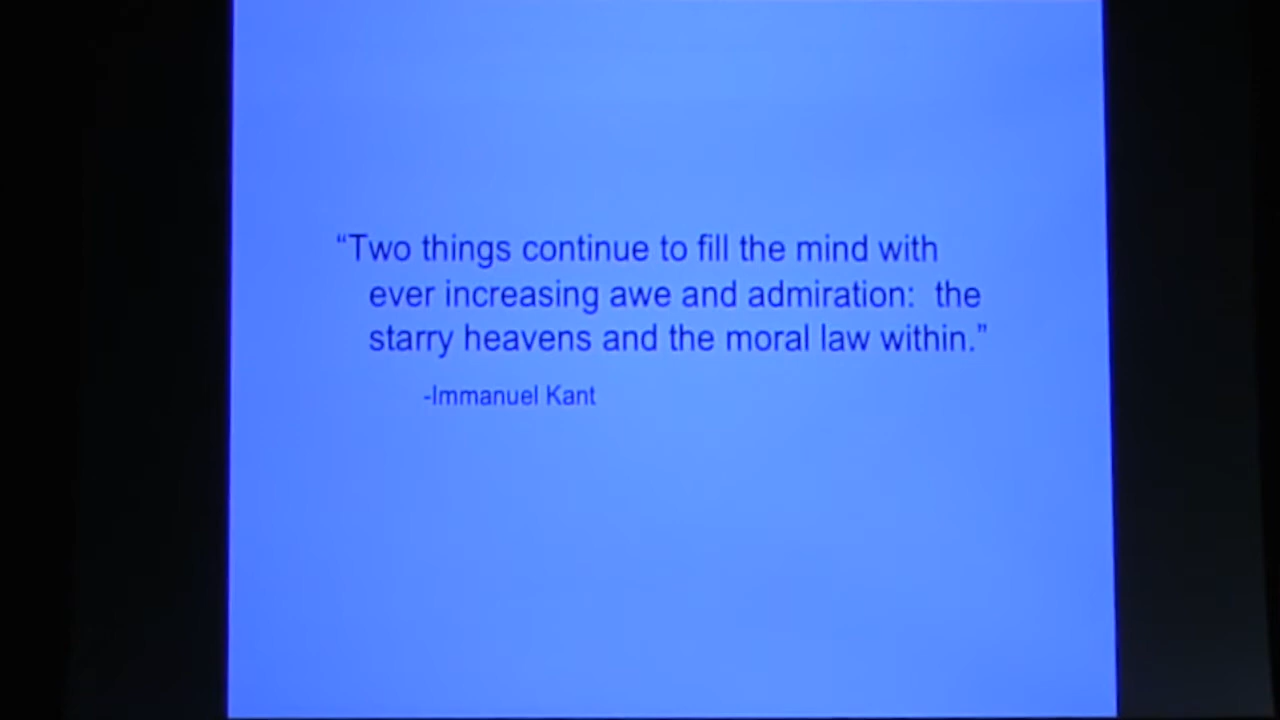 “Two things continue to fill the mind with
ever increasing awe and admiration:  the
starry heavens and the moral law within.”
-Immanuel Kant